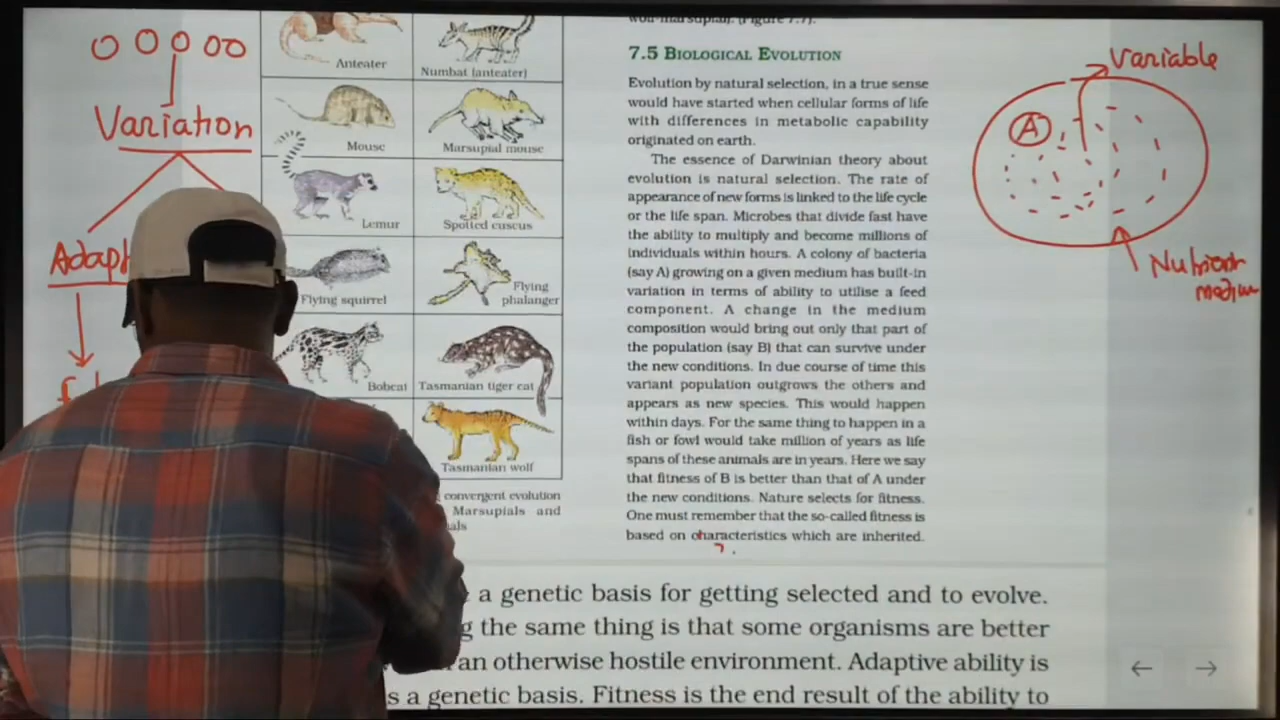 Variation
Adapt
Anteater
Numbat (anteater)
Mouse
Marsupial mouse
Lemur
Spotted cuscus
Flying squirrel
Flying
phalanger
Bobcat
Tasmanian tiger cat
Tasmanian wolf
convergent evolution
Marsupials and
als
(Figure 7.7).
7.5 BIOLOGICAL EVOLUTION
Evolution by natural selection, in a true sense
would have started when cellular forms of life
with differences in metabolic capability
originated on earth.
The essence of Darwinian theory about
evolution is natural selection. The rate of
appearance of new forms is linked to the life cycle
or the life span. Microbes that divide fast have
the ability to multiply and become millions of
individuals within hours. A colony of bacteria
(say A) growing on a given medium has built-in
variation in terms of ability to utilise a feed
component. A change in the medium
composition would bring out only that part of
the population (say B) that can survive under
the new conditions. In due course of time this
variant population outgrows the others and
appears as new species. This would happen
within days. For the same thing to happen in a
fish or fowl would take million of years as life
spans of these animals are in years. Here we say
that fitness of B is better than that of A under
the new conditions. Nature selects for fitness.
One must remember that the so-called fitness is
based on characteristics which are inherited.
a genetic basis for getting selected and to evolve.
g the same thing is that some organisms are better
an otherwise hostile environment. Adaptive ability is
s a genetic basis. Fitness is the end result of the ability to
Variable
A
medium